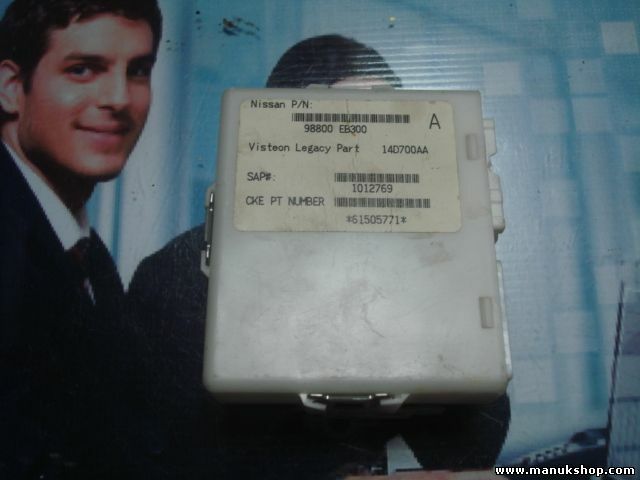 Nissan P/N:
98800 EB300
A
Visteon Legacy Part 14D700AA
SAP#:
1012769
CKE PT NUMBER
*61505771*
www.manukshop.com